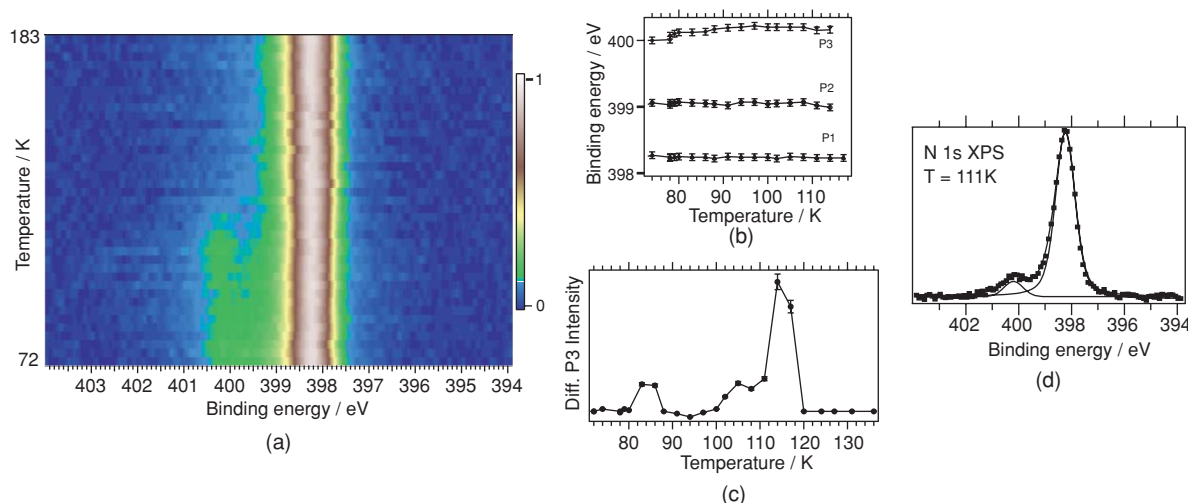 183
Temperature / K
72
403 402 401 400 399 398 397 396 395 394
Binding energy / eV
1
0
(a)
Binding energy / eV
400
399
398
P3
P2
P1
80 90 100 110
Temperature / K
(b)
Diff. P3 Intensity
80 90 100 110 120 130
Temperature / K
(c)
N 1s XPS
T = 111K
402 400 398 396 394
Binding energy / eV
(d)